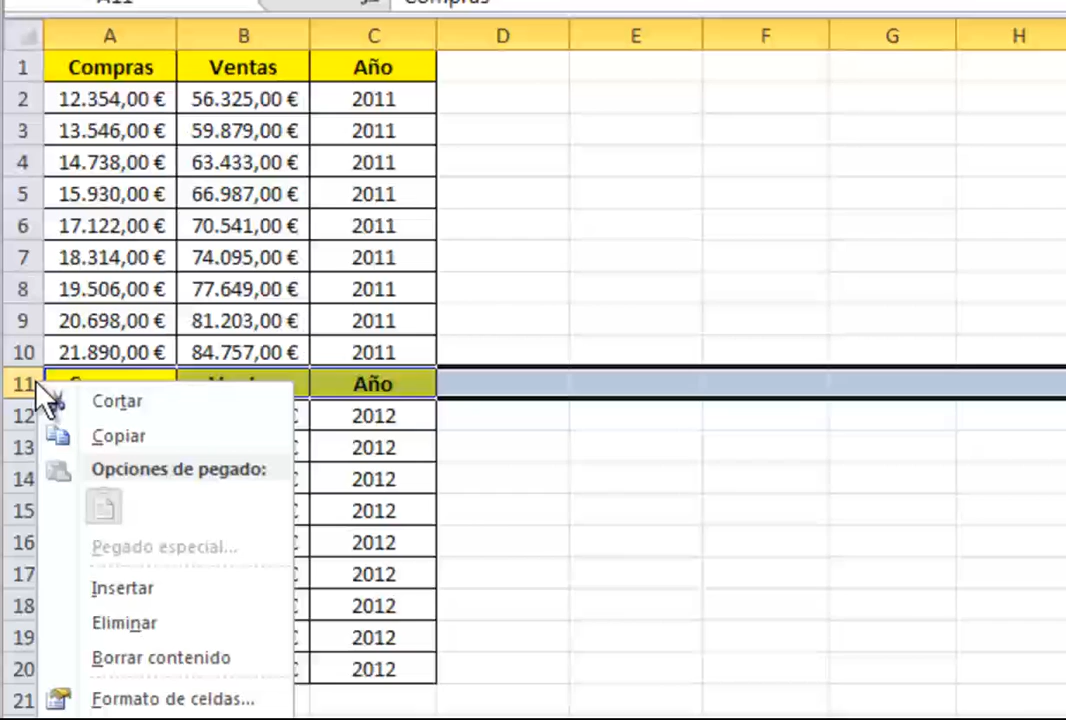 A11 Compras
A B C D E F G H
1 Compras Ventas Año
2 12.354,00 € 56.325,00 € 2011
3 13.546,00 € 59.879,00 € 2011
4 14.738,00 € 63.433,00 € 2011
5 15.930,00 € 66.987,00 € 2011
6 17.122,00 € 70.541,00 € 2011
7 18.314,00 € 74.095,00 € 2011
8 19.506,00 € 77.649,00 € 2011
9 20.698,00 € 81.203,00 € 2011
10 21.890,00 € 84.757,00 € 2011
11 Año
12 € 2012
13 € 2012
14 € 2012
15 € 2012
16 € 2012
17 € 2012
18 € 2012
19 € 2012
20 € 2012
21
Cortar
Copiar
Opciones de pegado:
Pegado especial...
Insertar
Eliminar
Borrar contenido
Formato de celdas...